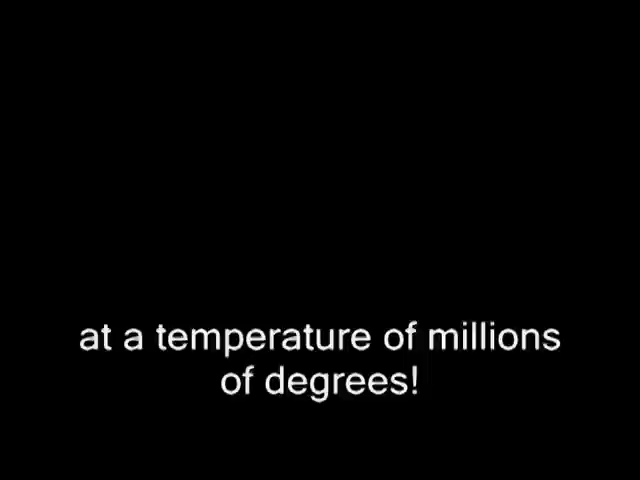 at a temperature of millions
of degrees!